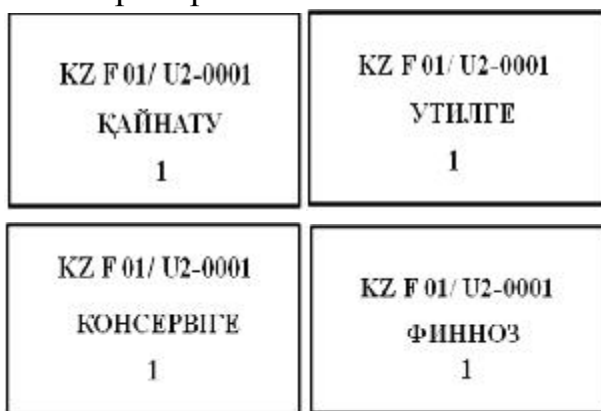 KZ F 01/ U2-0001
ҚАЙНАТУ
1
KZ F 01/ U2-0001
УТИЛГЕ
1
KZ F 01/ U2-0001
КОНСЕРВІГЕ
1
KZ F 01/ U2-0001
ФИННОЗ
1